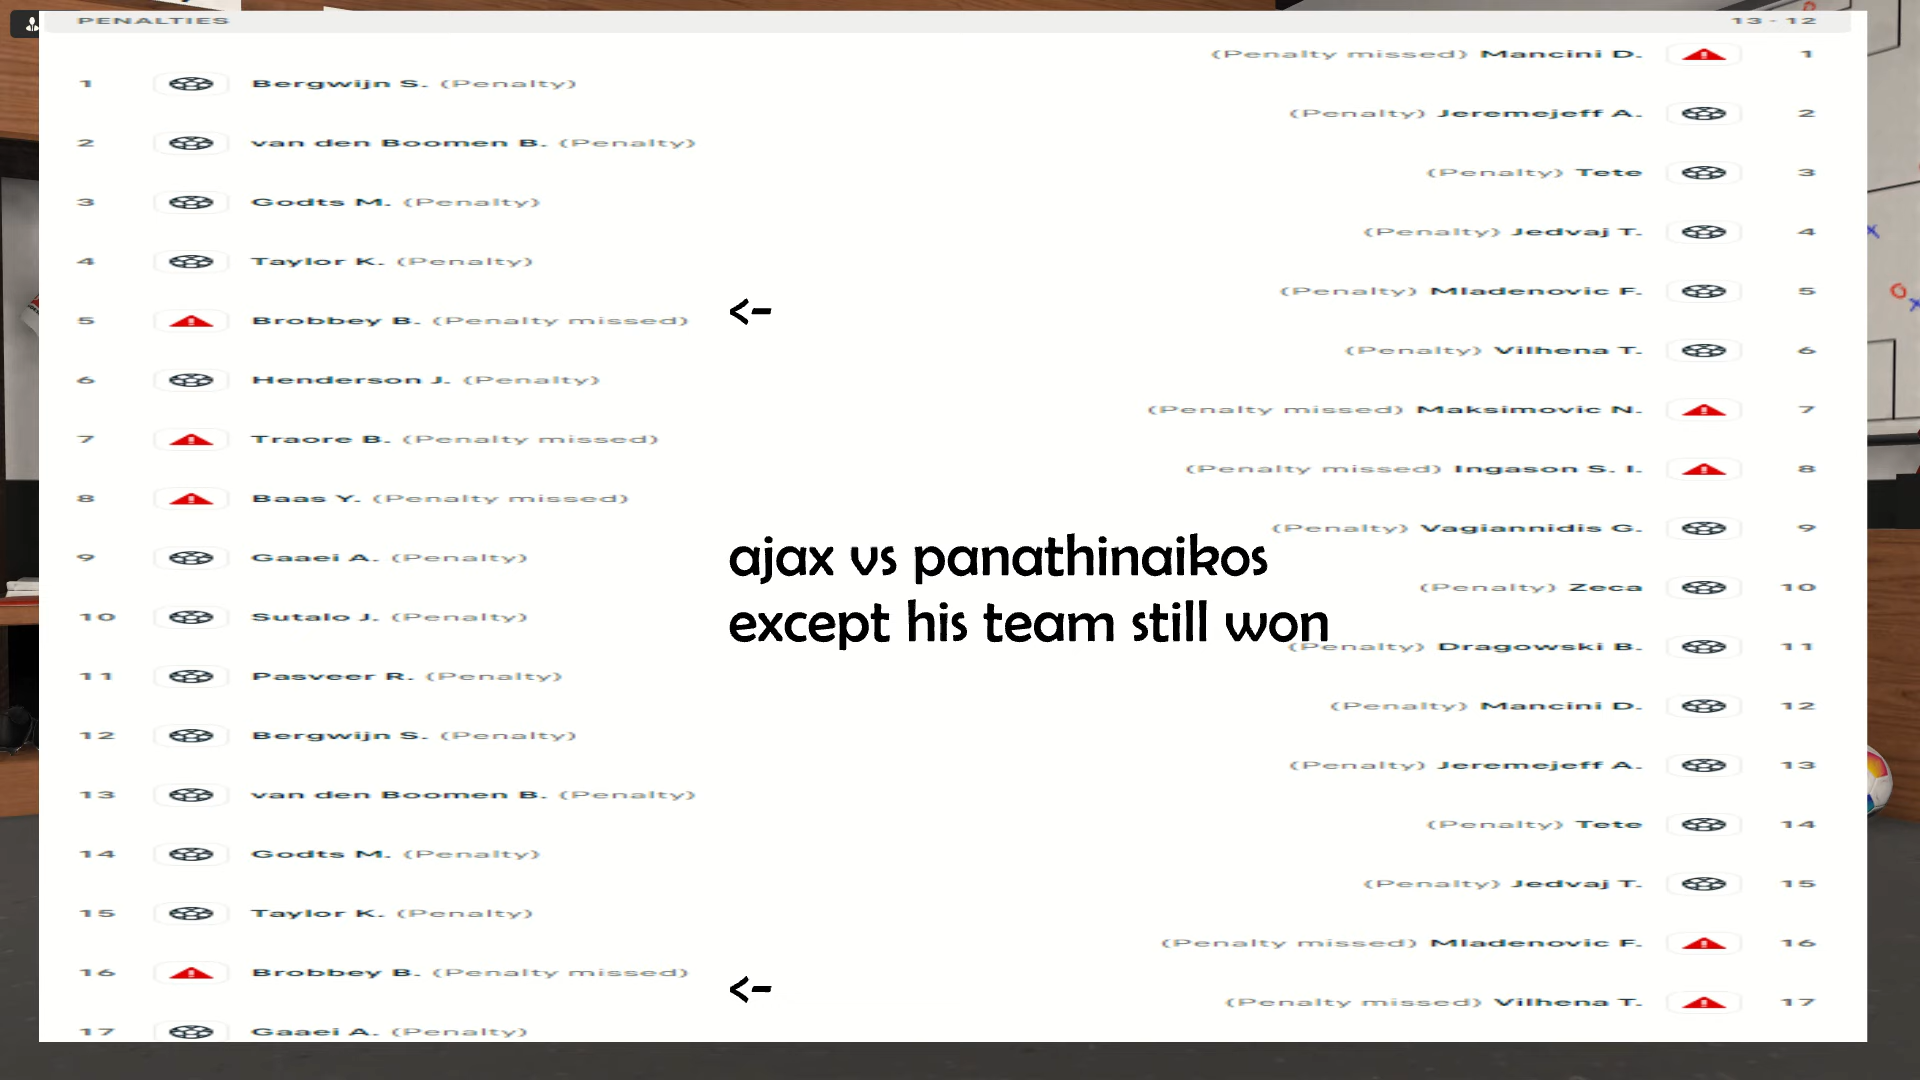 PENALTIES 13 - 12
(Penalty missed) Mancini D. 1
1 Bergwijn S. (Penalty)
(Penalty) Jeremejeff A. 2
2 van den Boomen B. (Penalty)
(Penalty) Tete 3
3 Godts M. (Penalty)
(Penalty) Jedvaj T. 4
4 Taylor K. (Penalty)
(Penalty) Mladenovic F. 5
<-
5 Brobbey B. (Penalty missed)
(Penalty) Vilhena T. 6
6 Henderson J. (Penalty)
(Penalty missed) Maksimovic N. 7
7 Traore B. (Penalty missed)
(Penalty missed) Ingason S. I. 8
8 Baas Y. (Penalty missed)
(Penalty) Vagiannidis G. 9
ajax vs panathinaikos
9 Gaaei A. (Penalty)
(Penalty) Zeca 10
10 Sutalo J. (Penalty)
except his team still won
(Penalty) Dragowski B. 11
11 Pasveer R. (Penalty)
(Penalty) Mancini D. 12
12 Bergwijn S. (Penalty)
(Penalty) Jeremejeff A. 13
13 van den Boomen B. (Penalty)
(Penalty) Tete 14
14 Godts M. (Penalty)
(Penalty) Jedvaj T. 15
15 Taylor K. (Penalty)
(Penalty missed) Mladenovic F. 16
16 Brobbey B. (Penalty missed)
<-
(Penalty missed) Vilhena T. 17
17 Gaaei A. (Penalty)